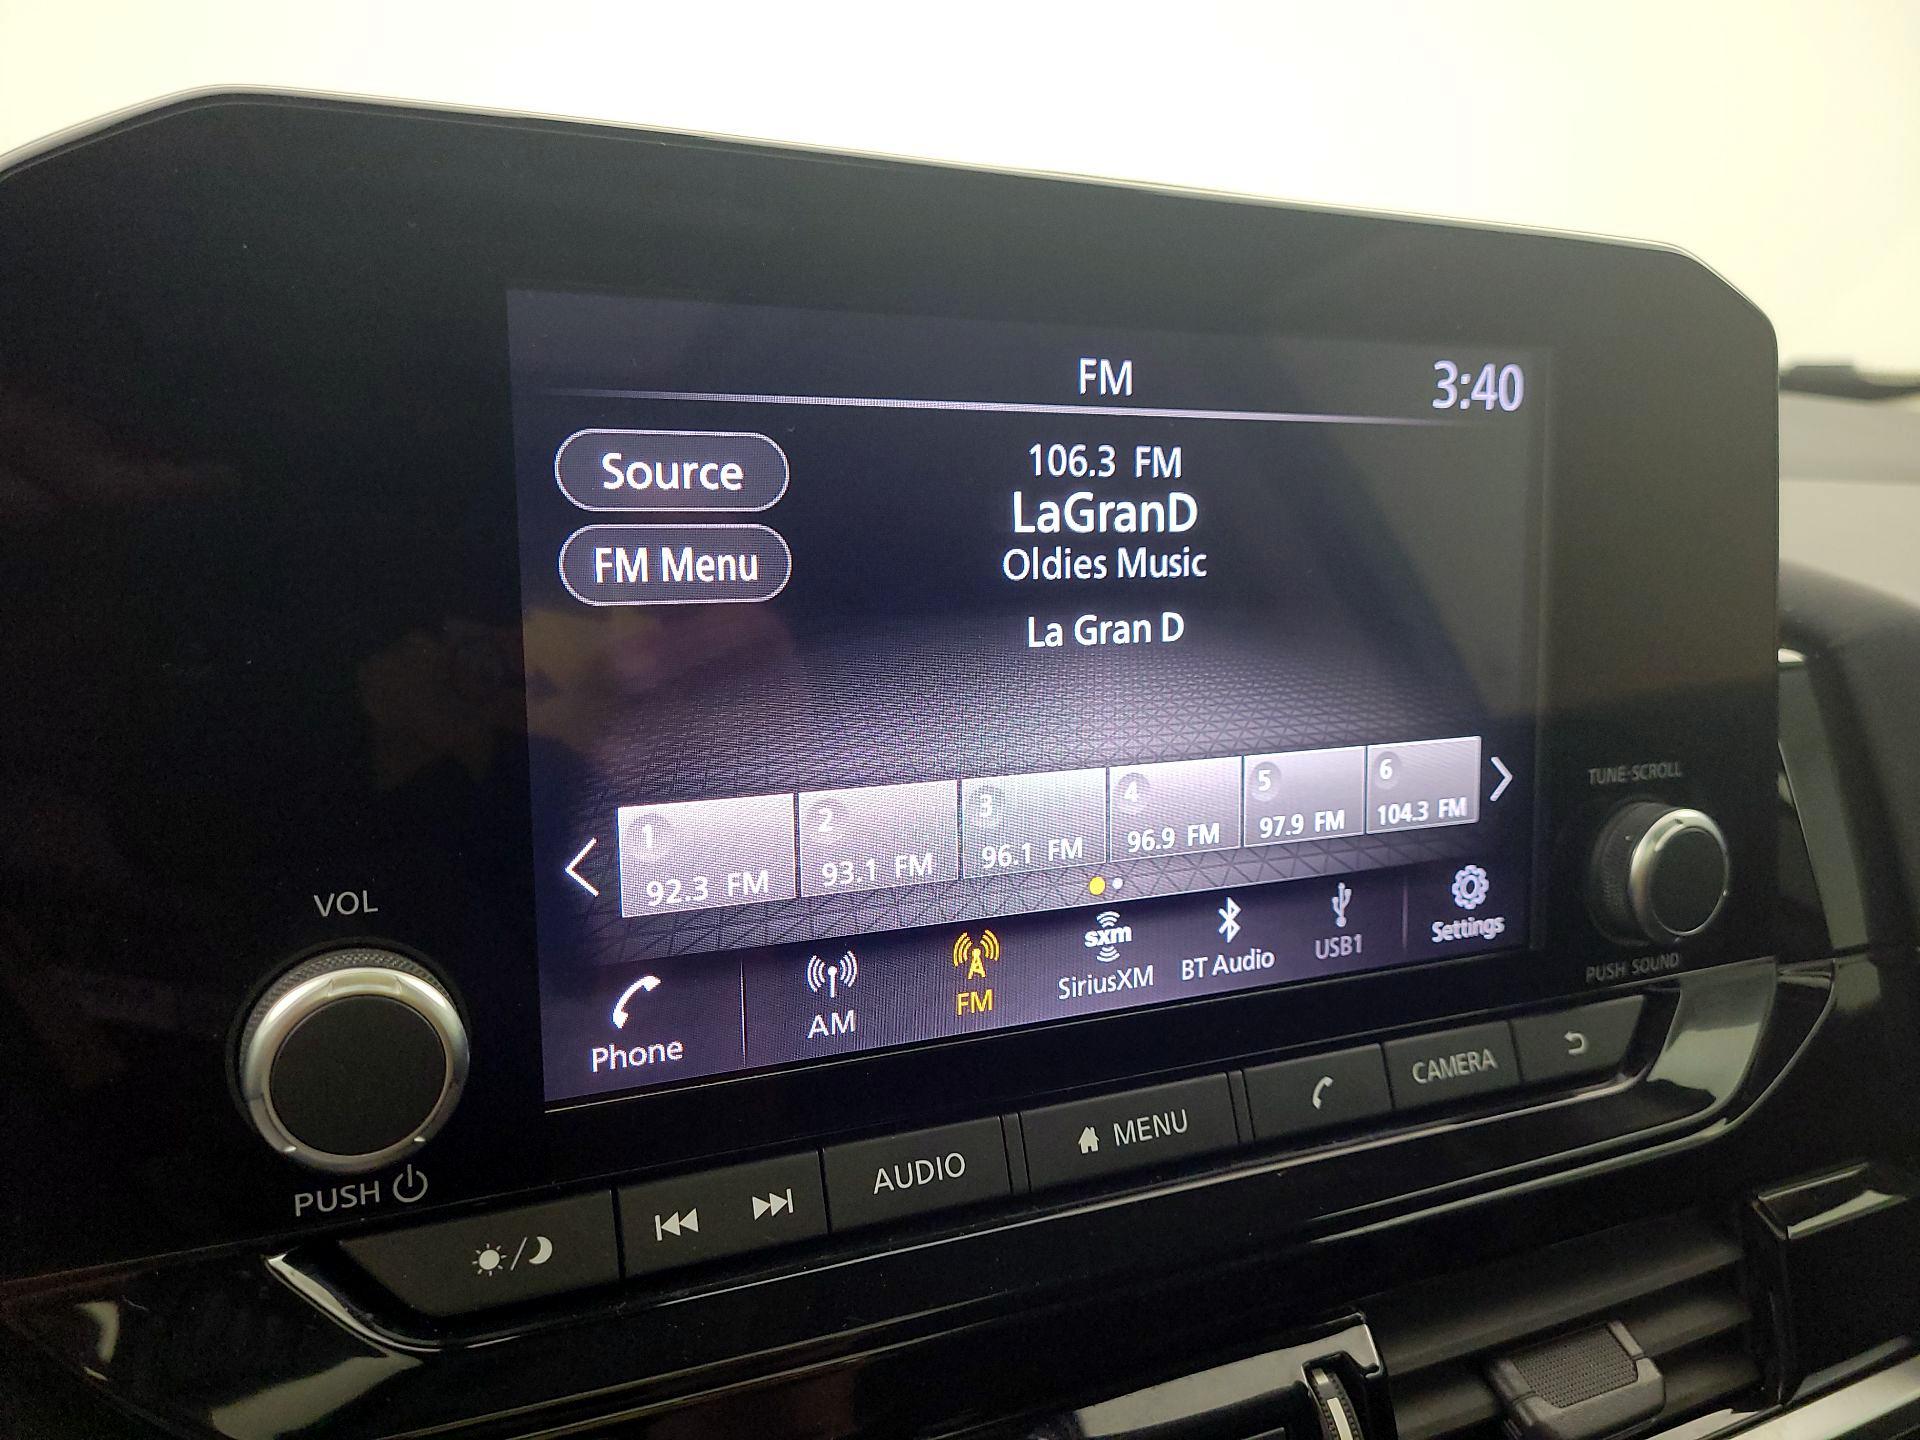 FM
3:40
Source
106.3 FM
LaGranD
FM Menu
Oldies Music
La Gran D
1 2 3 4 5 6
92.3 FM 93.1 FM 96.1 FM 96.9 FM 97.9 FM 104.3 FM
Phone AM FM sxm SiriusXM BT Audio USB1 Settings
VOL
PUSH
TUNE·SCROLL
PUSH SOUND
AUDIO MENU CAMERA